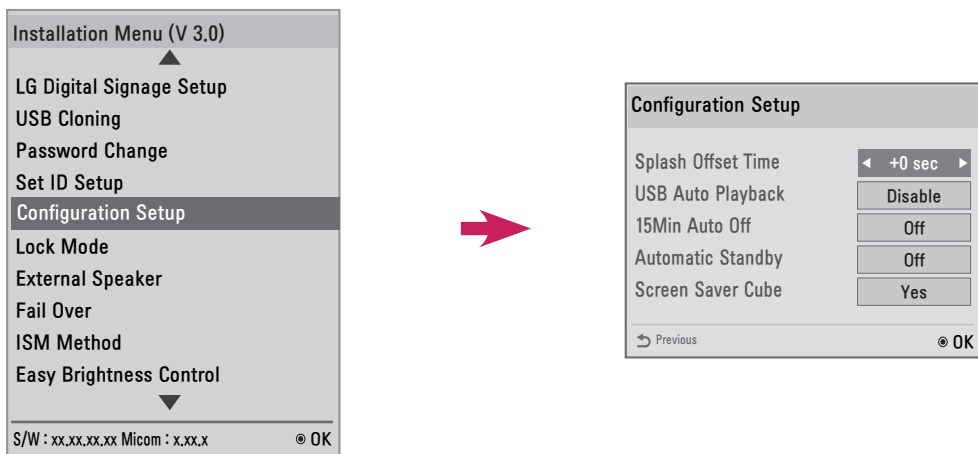 Installation Menu (V 3.0)
LG Digital Signage Setup
USB Cloning
Password Change
Set ID Setup
Configuration Setup
Lock Mode
External Speaker
Fail Over
ISM Method
Easy Brightness Control
S/W : xx.xx.xx.xx Micom : x.xx.x OK
Configuration Setup
Splash Offset Time +0 sec
USB Auto Playback Disable
15Min Auto Off Off
Automatic Standby Off
Screen Saver Cube Yes
Previous OK